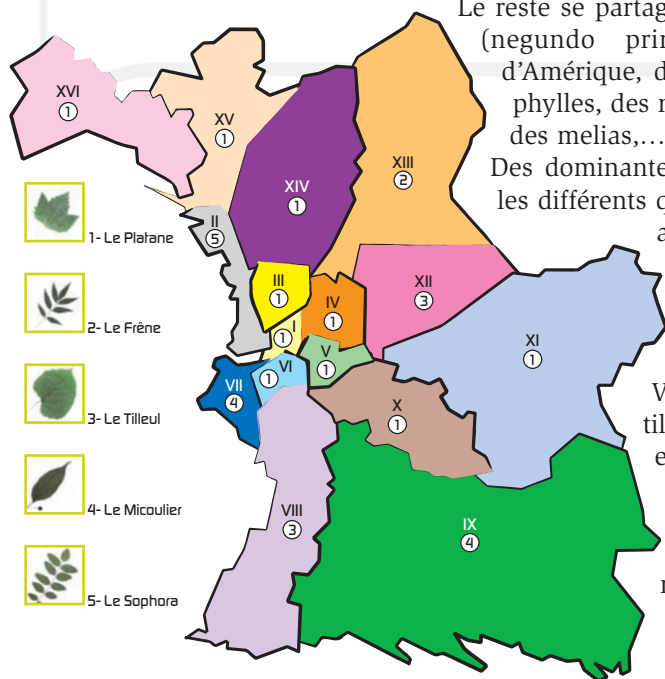 Le reste se partag
(negundo prin
d'Amérique, d
phylles, des
des melias,...
Des dominante
les différents q
a
XVI
1
XV
1
XIV
1
XIII
2
II
5
III
1
IV
1
XII
3
I
1
V
1
VI
1
VII
4
XI
1
X
1
VIII
3
IX
4
1- Le Platane
2- Le Frêne
3- Le Tilleul
4- Le Micoulier
5- Le Sophora
V
til
e